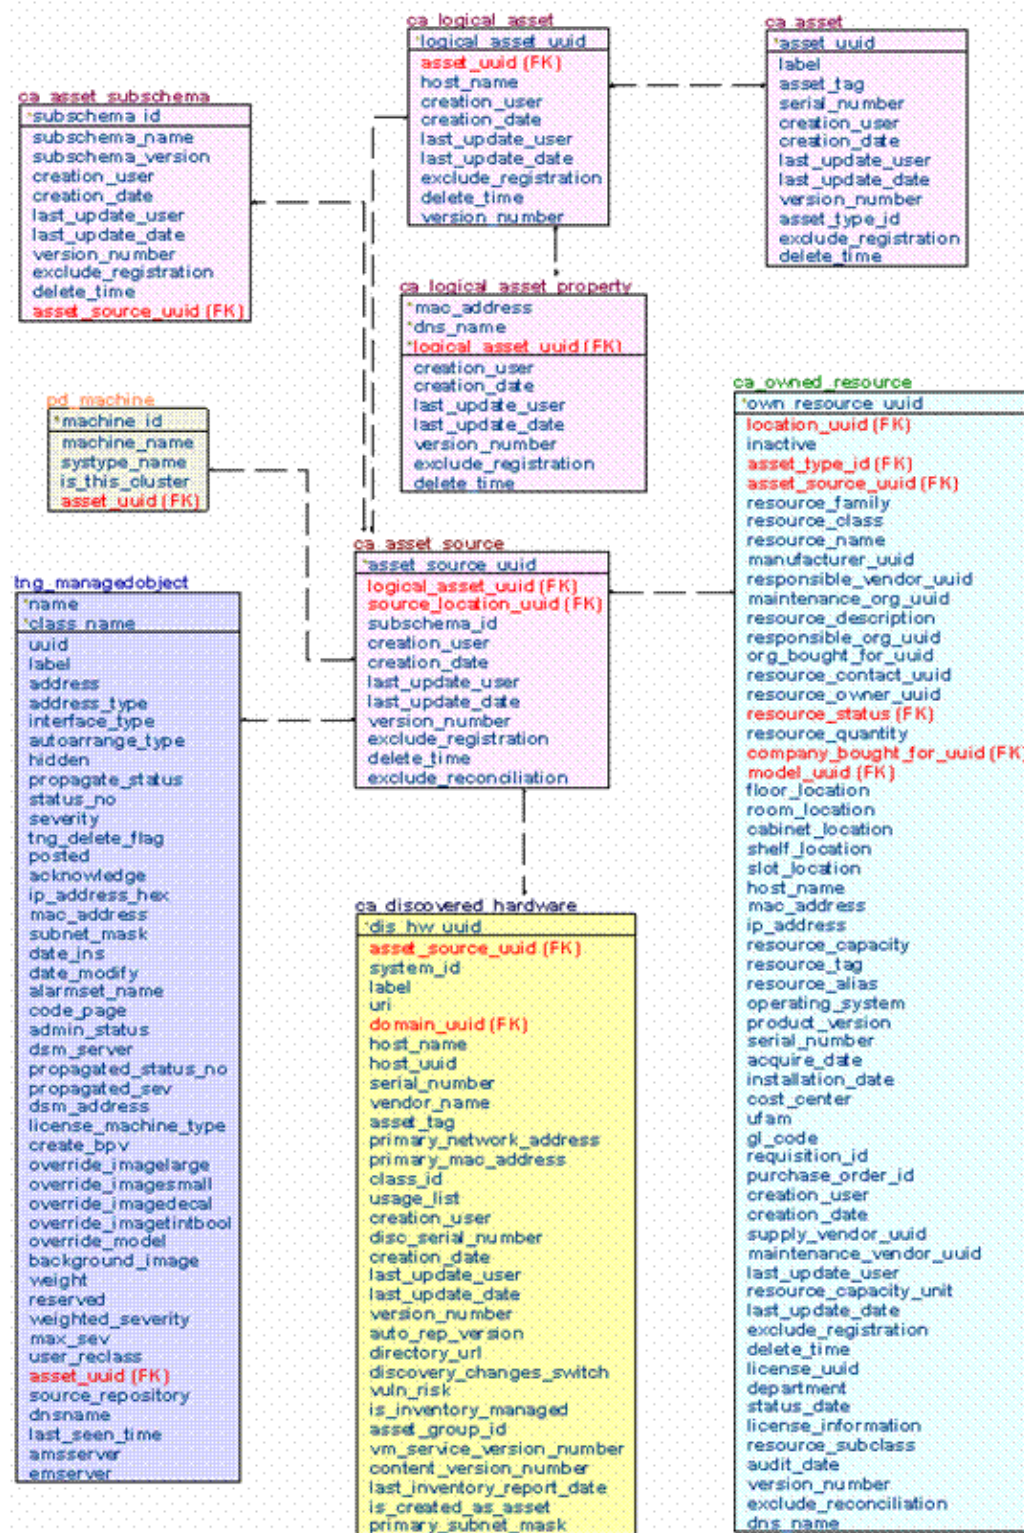 ca_logical_asset
*logical_asset_uuid
asset_uuid (FK)
host_name
creation_user
creation_date
last_update_user
last_update_date
exclude_registration
delete_time
version_number
ca_asset
*asset_uuid
label
asset_tag
serial_number
creation_user
creation_date
last_update_user
last_update_date
version_number
asset_type_id
exclude_registration
delete_time
ca_asset_subschema
*subschema_id
subschema_name
subschema_version
creation_user
creation_date
last_update_user
last_update_date
version_number
exclude_registration
delete_time
asset_source_uuid (FK)
ca_logical_asset_property
*mac_address
*dns_name
*logical_asset_uuid (FK)
creation_user
creation_date
last_update_user
last_update_date
version_number
exclude_registration
delete_time
pd_machine
*machine_id
machine_name
systype_name
is_this_cluster
asset_uuid (FK)
ca_asset_source
*asset_source_uuid
logical_asset_uuid (FK)
source_location_uuid (FK)
subschema_id
creation_user
creation_date
last_update_user
last_update_date
version_number
exclude_registration
delete_time
exclude_reconciliation
ca_owned_resource
*own_resource_uuid
location_uuid (FK)
inactive
asset_type_id (FK)
asset_source_uuid (FK)
resource_family
resource_class
resource_name
manufacturer_uuid
responsible_vendor_uuid
maintenance_org_uuid
resource_description
responsible_org_uuid
org_bought_for_uuid
resource_contact_uuid
resource_owner_uuid
resource_status (FK)
resource_quantity
company_bought_for_uuid (FK)
model_uuid (FK)
floor_location
room_location
cabinet_location
shelf_location
slot_location
host_name
mac_address
ip_address
resource_capacity
resource_tag
resource_alias
operating_system
product_version
serial_number
acquire_date
installation_date
cost_center
ufam
gl_code
requisition_id
purchase_order_id
creation_user
creation_date
supply_vendor_uuid
maintenance_vendor_uuid
last_update_user
resource_capacity_unit
last_update_date
exclude_registration
delete_time
license_uuid
department
status_date
license_information
resource_subclass
audit_date
version_number
exclude_reconciliation
dns_name
tng_managedobject
*name
*class_name
uuid
label
address
address_type
interface_type
autoarrange_type
hidden
propagate_status
status_no
severity
tng_delete_flag
posted
acknowledge
ip_address_hex
mac_address
subnet_mask
date_ins
date_modify
alarmset_name
code_page
admin_status
dsm_server
propagated_status_no
propagated_sev
dsm_address
license_machine_type
create_bpv
override_imagelarge
override_imagesmall
override_imagedecal
override_imagetintbool
override_model
background_image
weight
reserved
weighted_severity
max_sev
user_reclass
asset_uuid (FK)
source_repository
dnsname
last_seen_time
amsserver
emserver
ca_discovered_hardware
*dis_hw_uuid
asset_source_uuid (FK)
system_id
label
uri
domain_uuid (FK)
host_name
host_uuid
serial_number
vendor_name
asset_tag
primary_network_address
primary_mac_address
class_id
usage_list
creation_user
disc_serial_number
creation_date
last_update_user
last_update_date
version_number
auto_rep_version
directory_url
discovery_changes_switch
vuln_risk
is_inventory_managed
asset_group_id
vm_service_version_number
content_version_number
last_inventory_report_date
is_created_as_asset
primary_subnet_mask